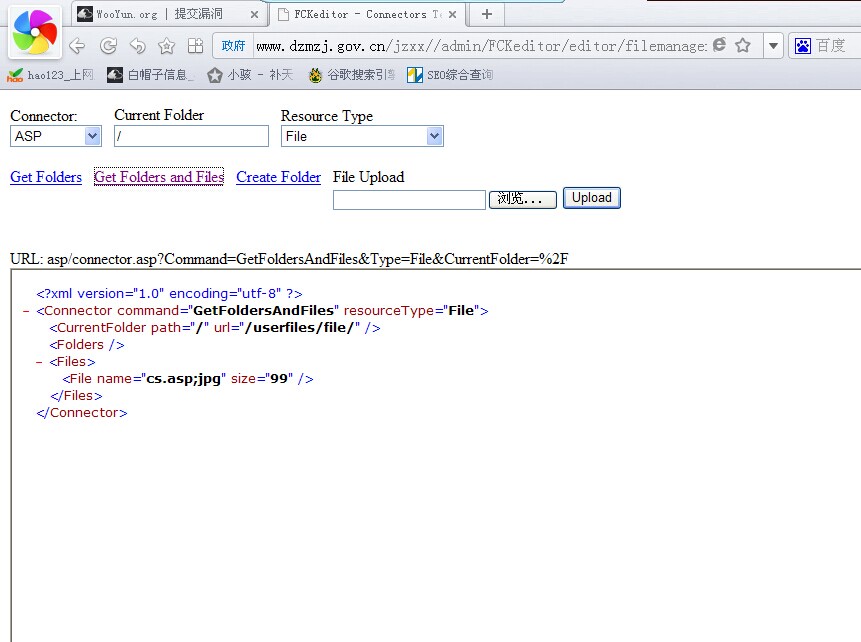 WooYun.org | 提交漏洞
FCKeditor - Connectors T
政府 www.dzmzj.gov.cn/jzxx//admin/FCKeditor/editor/filemanage
百度
hao123_上网
白帽子信息_
小骇 - 补天
谷歌搜索引
SEO综合查询
Connector:
Current Folder
Resource Type
ASP
/
File
Get Folders
Get Folders and Files
Create Folder
File Upload
浏览...
Upload
URL: asp/connector.asp?Command=GetFoldersAndFiles&Type=File&CurrentFolder=%2F
<?xml version="1.0" encoding="utf-8" ?>
- <Connector command="GetFoldersAndFiles" resourceType="File">
<CurrentFolder path="/" url="/userfiles/file/" />
<Folders />
- <Files>
<File name="cs.asp;jpg" size="99" />
</Files>
</Connector>